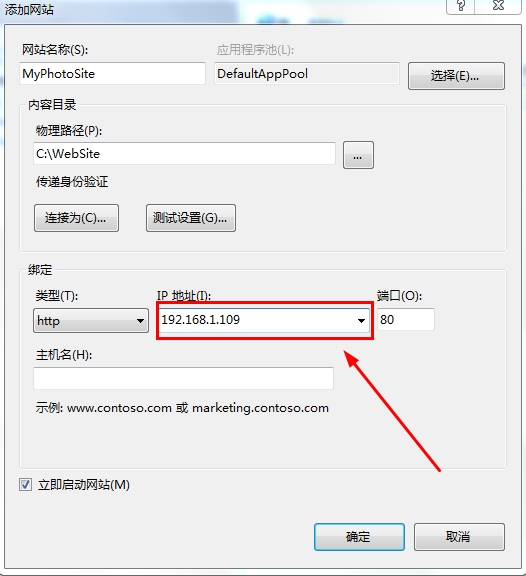 添加网站
网站名称(S):
应用程序池(L):
MyPhotoSite
DefaultAppPool
选择(E)...
内容目录
物理路径(P):
C:\WebSite
...
传递身份验证
连接为(C)...
测试设置(G)...
绑定
类型(T):
IP 地址(I):
端口(O):
http
192.168.1.109
80
主机名(H):
示例: www.contoso.com 或 marketing.contoso.com
立即启动网站(M)
确定
取消